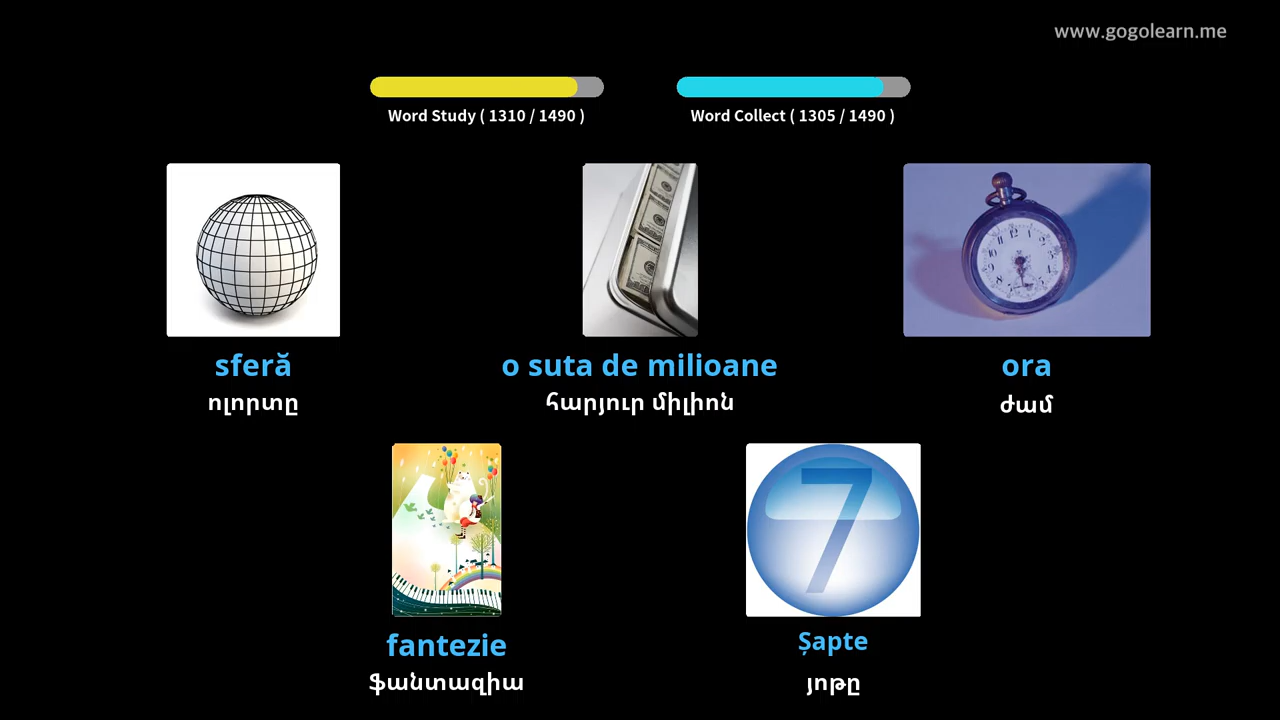 www.gogolearn.me
Word Study ( 1310 / 1490 )
Word Collect ( 1305 / 1490 )
sferă
o suta de milioane
ora
ոլորտը
հարյուր միլիոն
ժամ
7
fantezie
Șapte
ֆանտազիա
յոթը